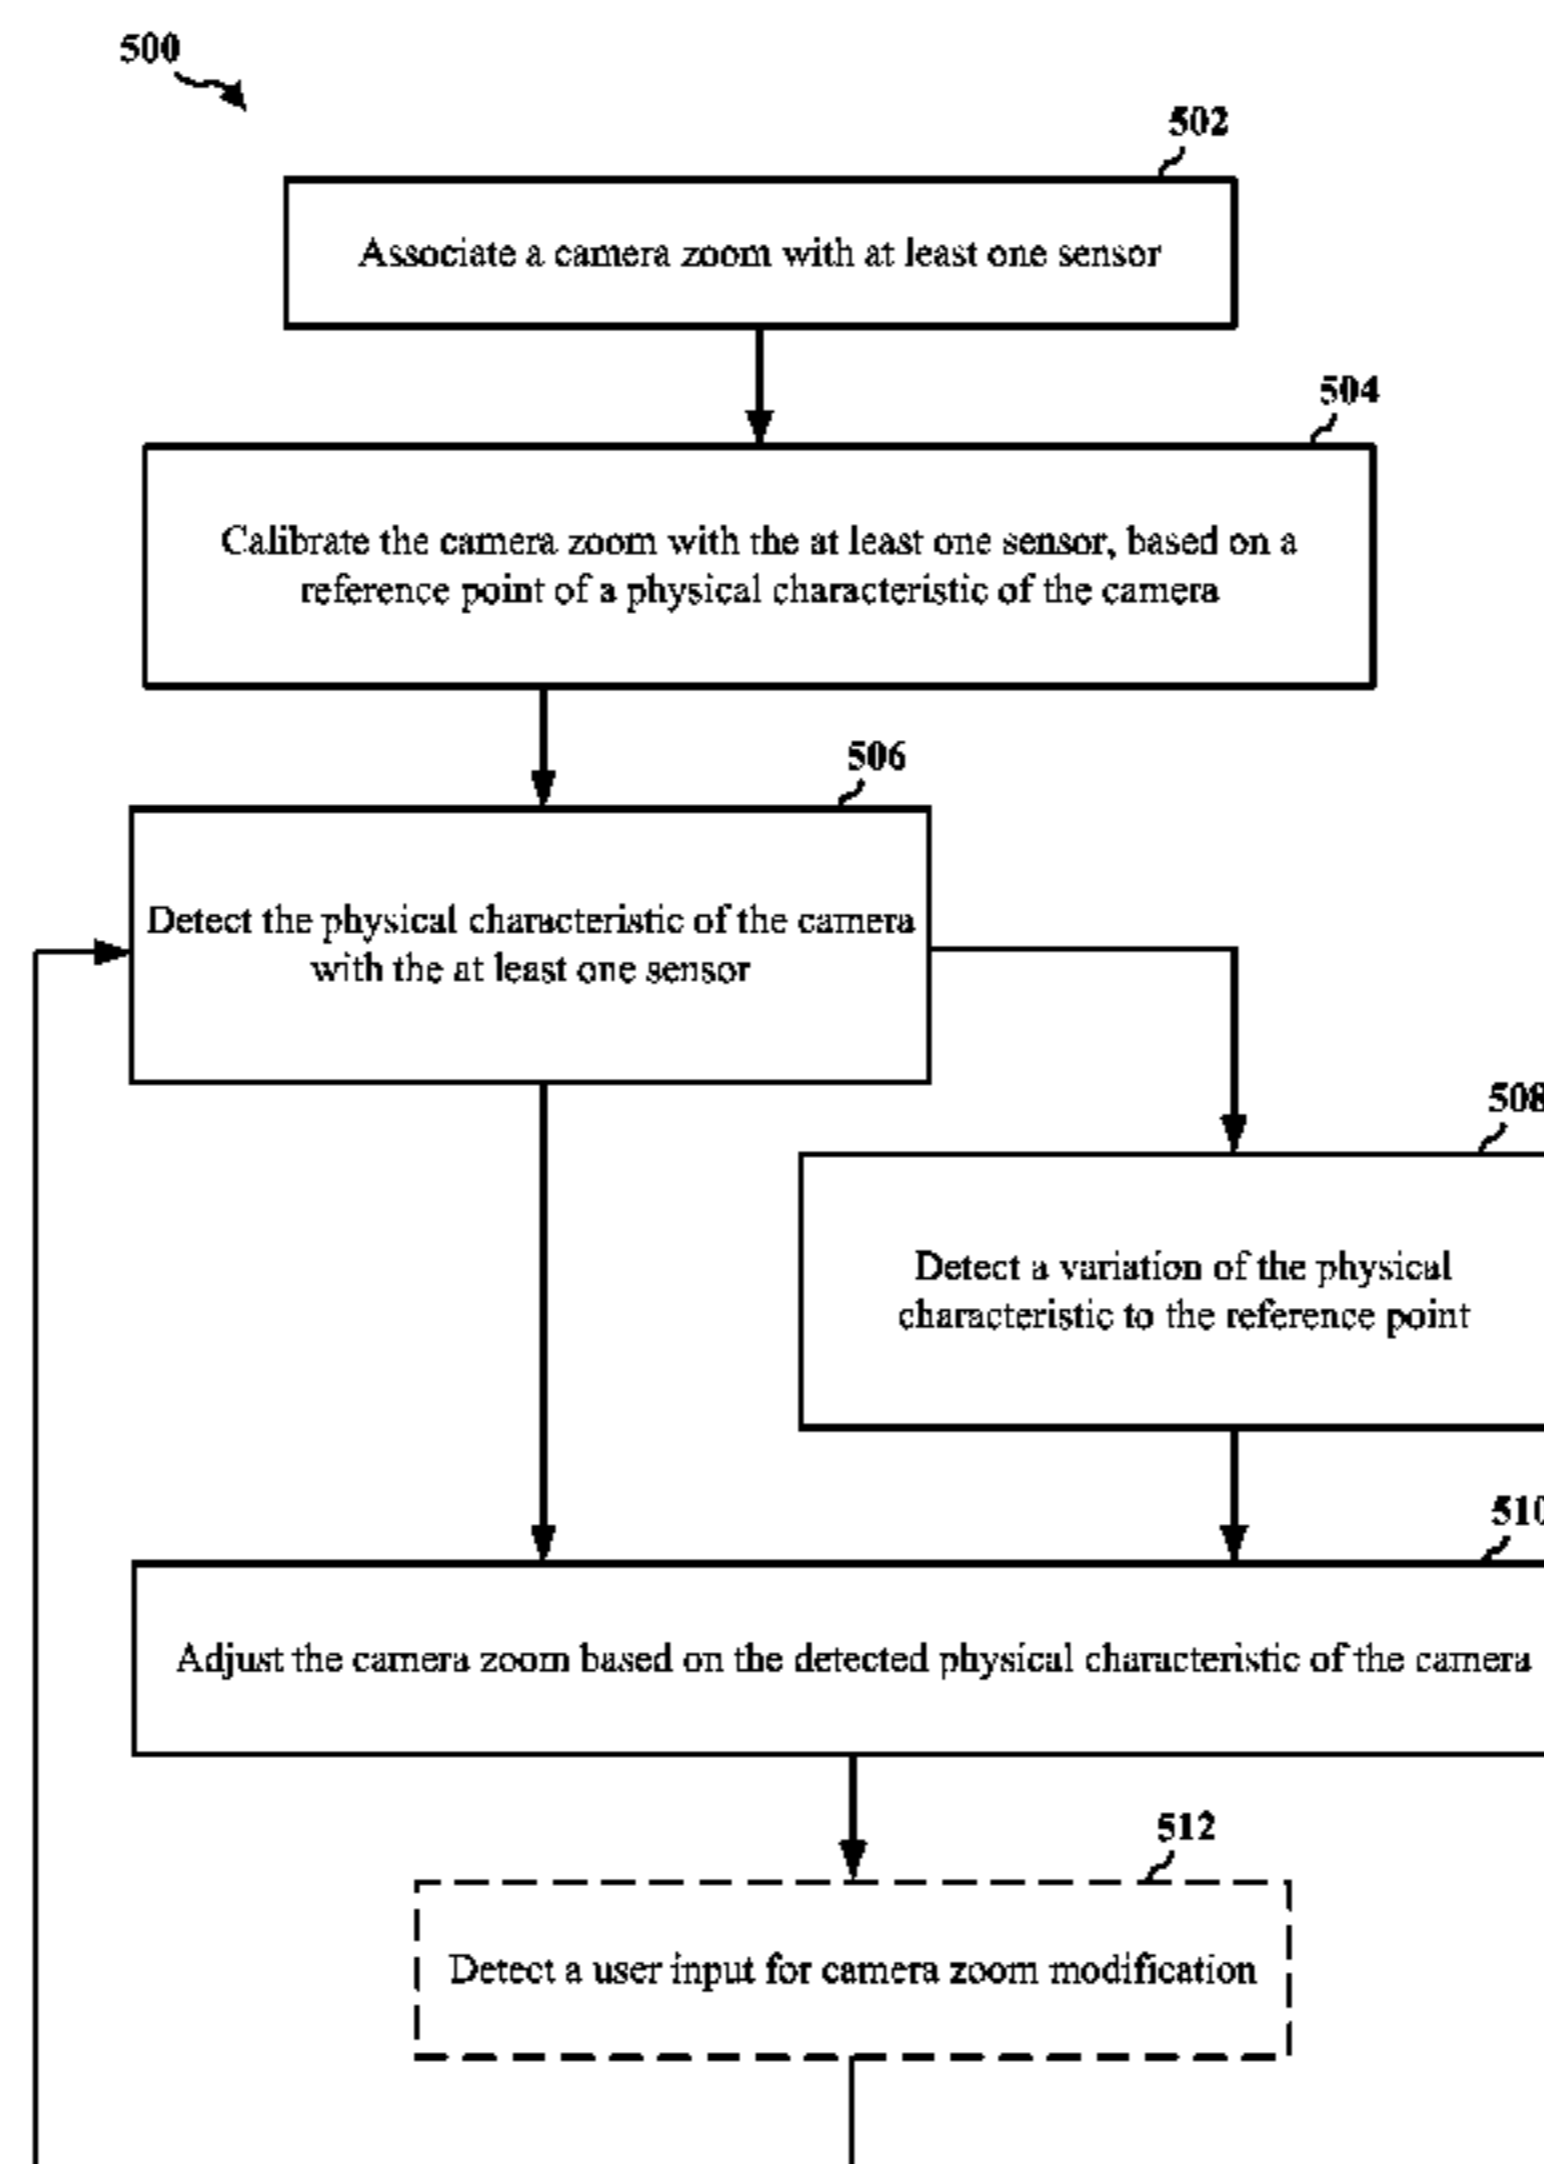 500
502
Associate a camera zoom with at least one sensor
504
Calibrate the camera zoom with the at least one sensor, based on a
reference point of a physical characteristic of the camera
506
Detect the physical characteristic of the camera
with the at least one sensor
508
Detect a variation of the physical
characteristic to the reference point
510
Adjust the camera zoom based on the detected physical characteristic of the camera
512
Detect a user input for camera zoom modification